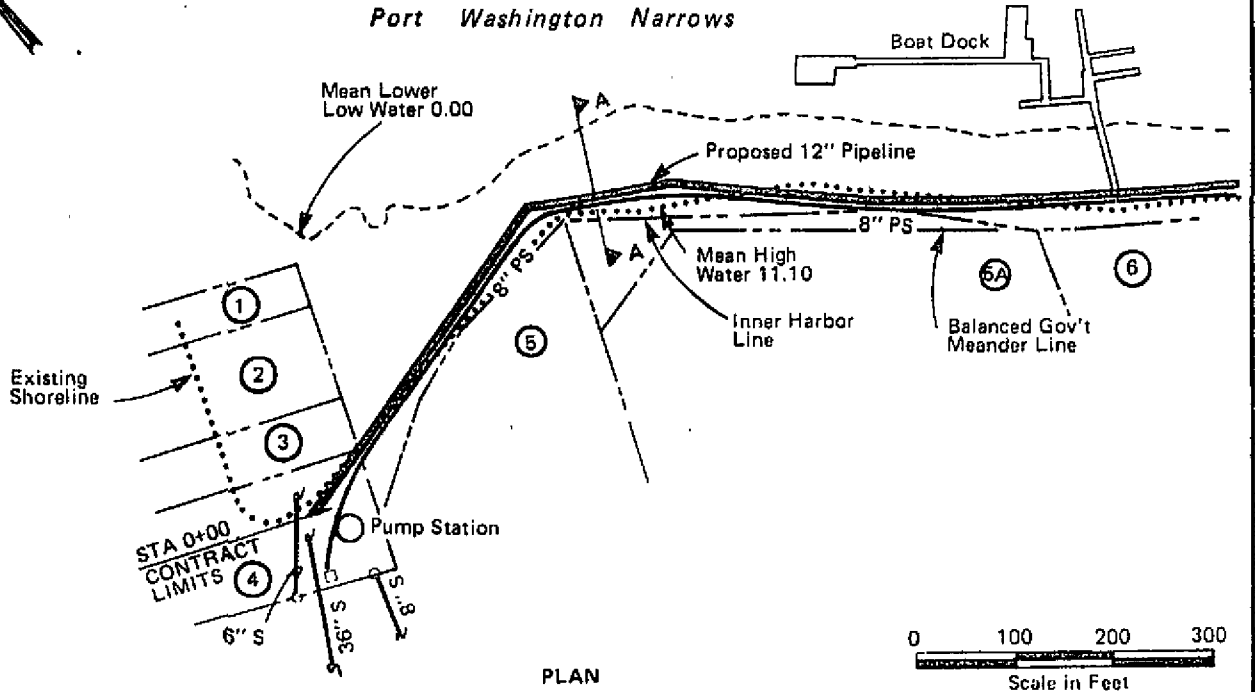 Port Washington Narrows
Boat Dock
Mean Lower
Low Water 0.00
A
Proposed 12" Pipeline
8" PS
A
Mean High
Water 11.10
8" PS
5A
6
1
Inner Harbor
Line
Balanced Gov't
Meander Line
5
2
Existing
Shoreline
3
Pump Station
STA 0+00
CONTRACT
LIMITS
4
6" S
36" S
8" S
PLAN
0 100 200 300
Scale in Feet